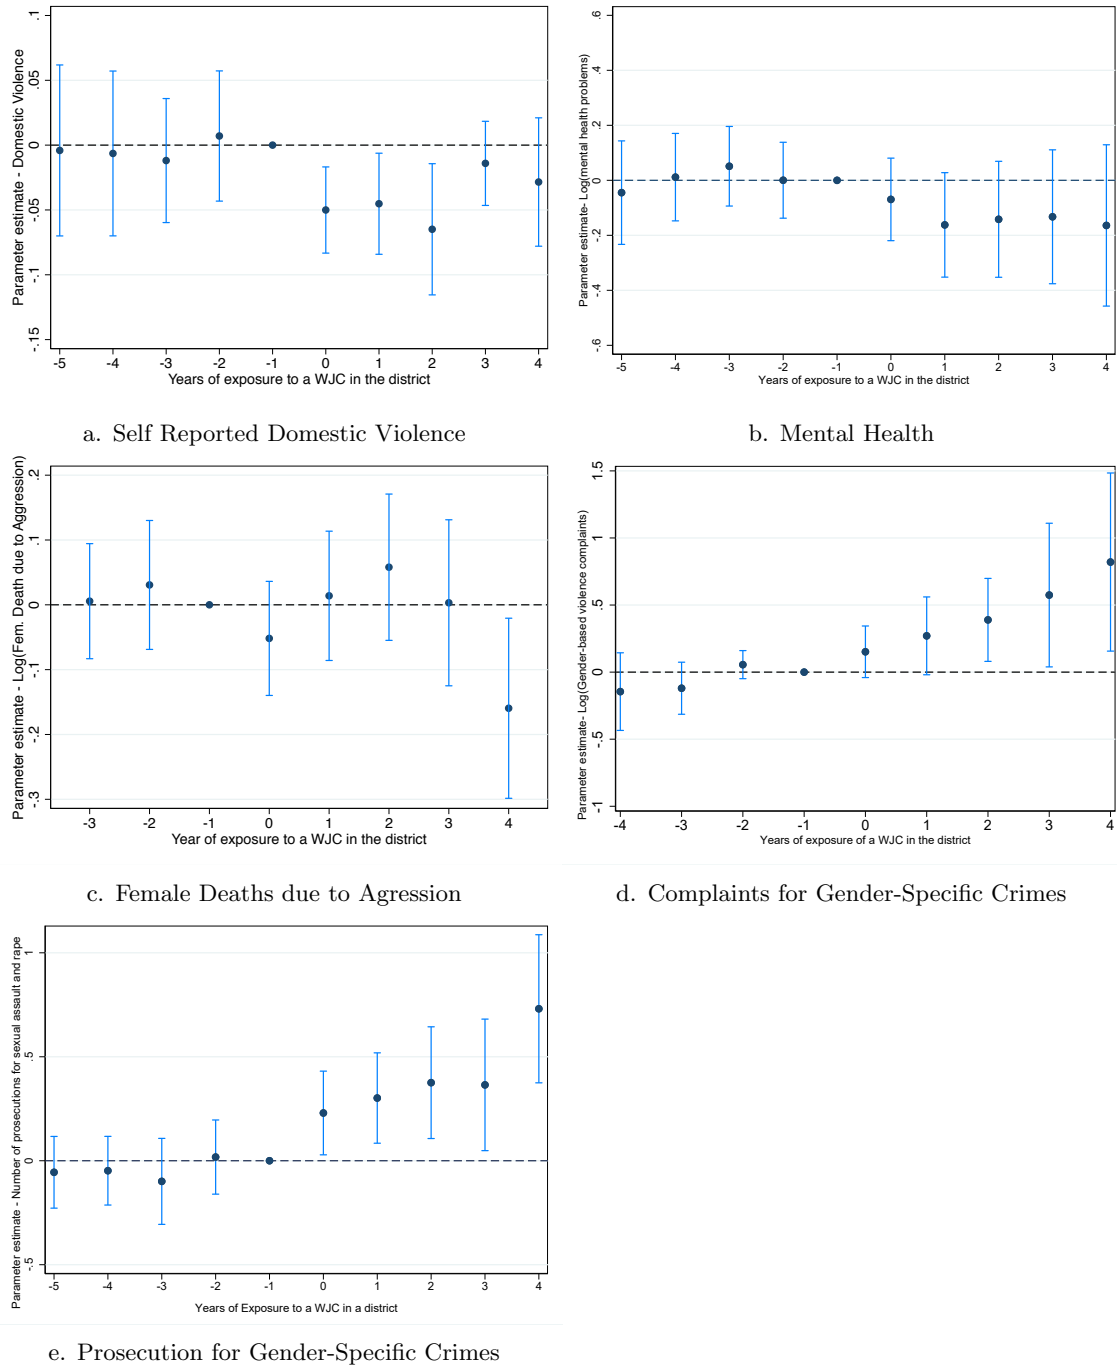 Parameter estimate - Domestic Violence
.1
.05
0
-.05
-.1
-.15
-5 -4 -3 -2 -1 0 1 2 3 4
Years of exposure to a WJC in the district
a. Self Reported Domestic Violence
Parameter estimate- Log(mental health problems)
.6
.4
.2
0
-.2
-.4
-.6
-5 -4 -3 -2 -1 0 1 2 3 4
Years of exposure to a WJC in the district
b. Mental Health
Parameter estimate - Log(Fem. Death due to Aggression)
.2
.1
0
-.1
-.2
-.3
-3 -2 -1 0 1 2 3 4
Year of exposure to a WJC in the district
c. Female Deaths due to Agression
Parameter estimate- Log(Gender-based violence complaints)
1.5
1
.5
0
-.5
-1
-4 -3 -2 -1 0 1 2 3 4
Years of exposure of a WJC in the district
d. Complaints for Gender-Specific Crimes
Parameter estimate - Number of prosecutions for sexual assault and rape
1
.5
0
-.5
-5 -4 -3 -2 -1 0 1 2 3 4
Years of Exposure to a WJC in a district
e. Prosecution for Gender-Specific Crimes